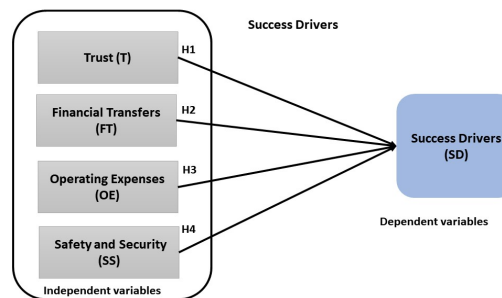 Success Drivers
H1
Trust (T)
H2
Financial Transfers
(FT)
H3
Operating Expenses
(OE)
H4
Safety and Security
(SS)
Independent variables
Success Drivers
(SD)
Dependent variables